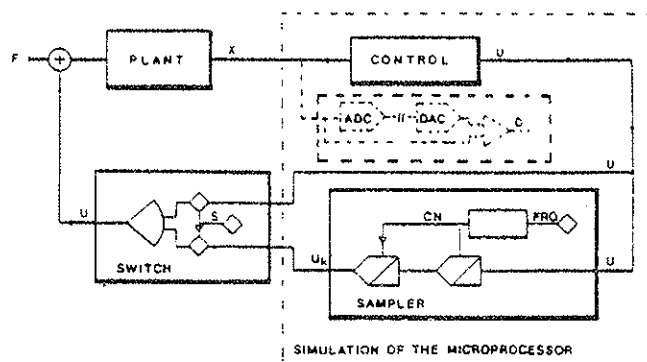 F
PLANT
X
CONTROL
U
ADC
//
DAC
U
U
S
SWITCH
CN
FRQ
Uk
U
SAMPLER
SIMULATION OF THE MICROPROCESSOR